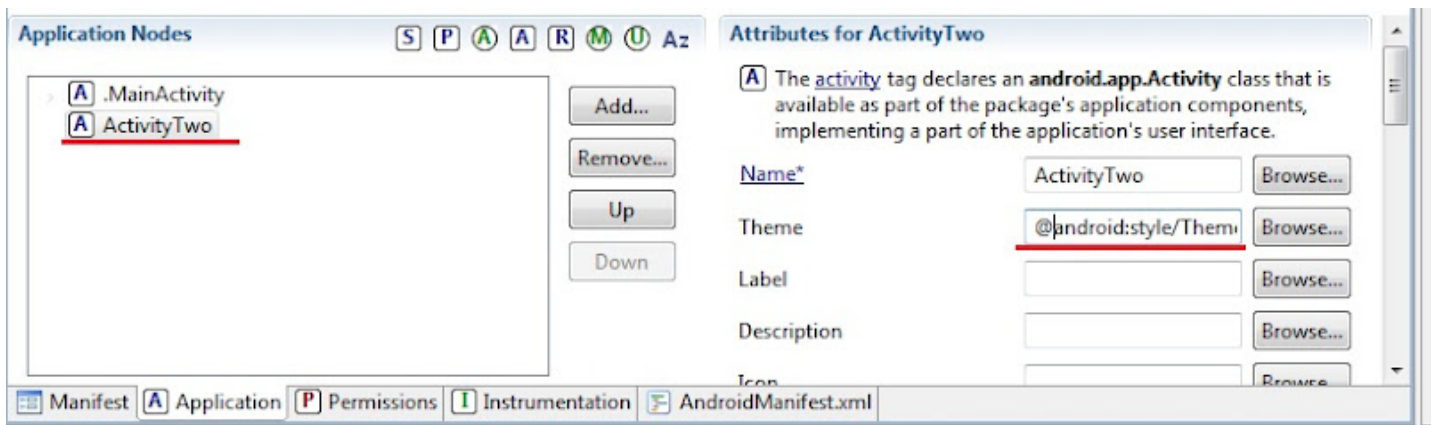 Application Nodes
S P A A R M U Az
A .MainActivity
A ActivityTwo
Add...
Remove...
Up
Down
Attributes for ActivityTwo
A The activity tag declares an android.app.Activity class that is
available as part of the package's application components,
implementing a part of the application's user interface.
Name* ActivityTwo Browse...
Theme @android:style/Them Browse...
Label Browse...
Description Browse...
Icon Browse
Manifest A Application P Permissions I Instrumentation AndroidManifest.xml